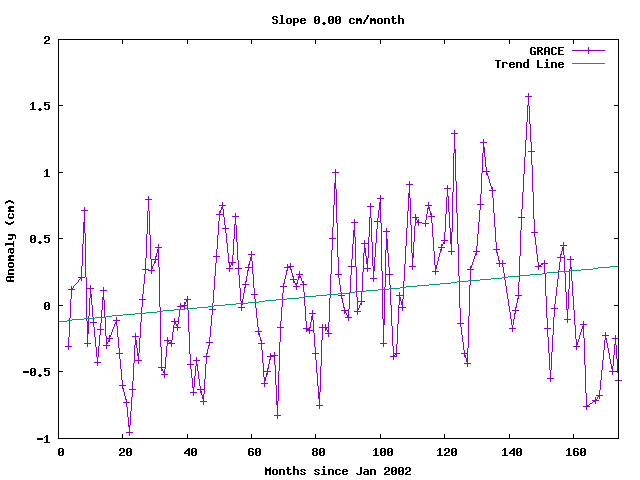 Slope 0.00 cm/month
GRACE
Trend Line
Anomaly (cm)
2
1.5
1
0.5
0
-0.5
-1
0 20 40 60 80 100 120 140 160
Months since Jan 2002